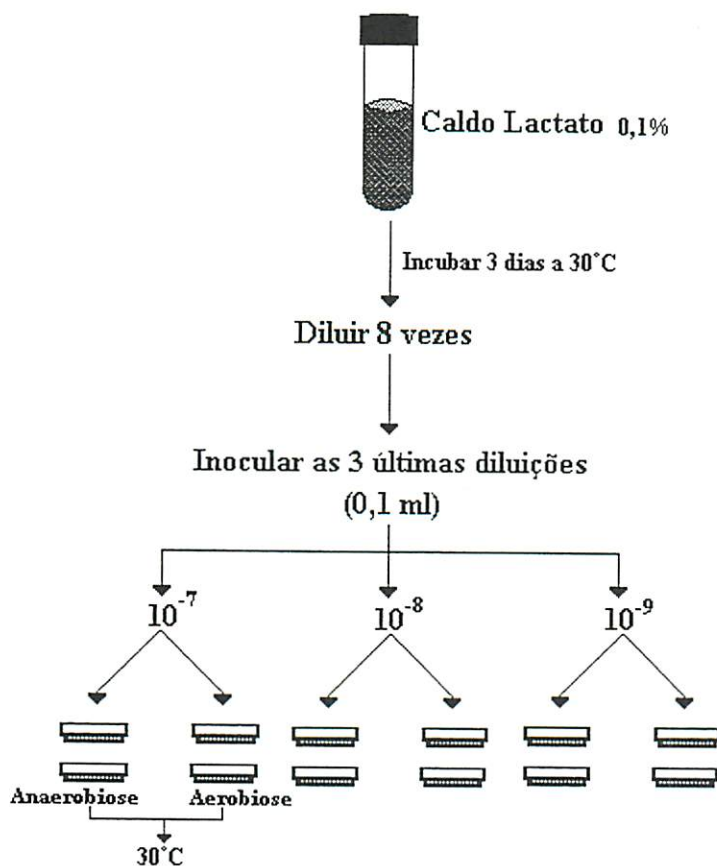 Caldo Lactato 0,1%
Incubar 3 dias a 30°C
Diluir 8 vezes
Inocular as 3 últimas diluições
(0,1 ml)
10⁻⁷ 10⁻⁸ 10⁻⁹
Anaerobiose Aerobiose
30°C